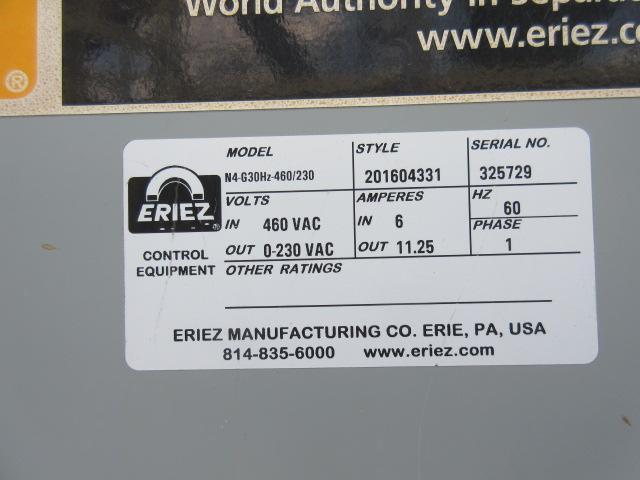 World Authority in Separa
www.eriez.co
®
ERIEZ®
CONTROL
EQUIPMENT
MODEL
N4-G30Hz-460/230
STYLE
201604331
SERIAL NO.
325729
VOLTS
IN 460 VAC
OUT 0-230 VAC
AMPERES
IN 6
OUT 11.25
HZ
60
PHASE
1
OTHER RATINGS
ERIEZ MANUFACTURING CO. ERIE, PA, USA
814-835-6000 www.eriez.com